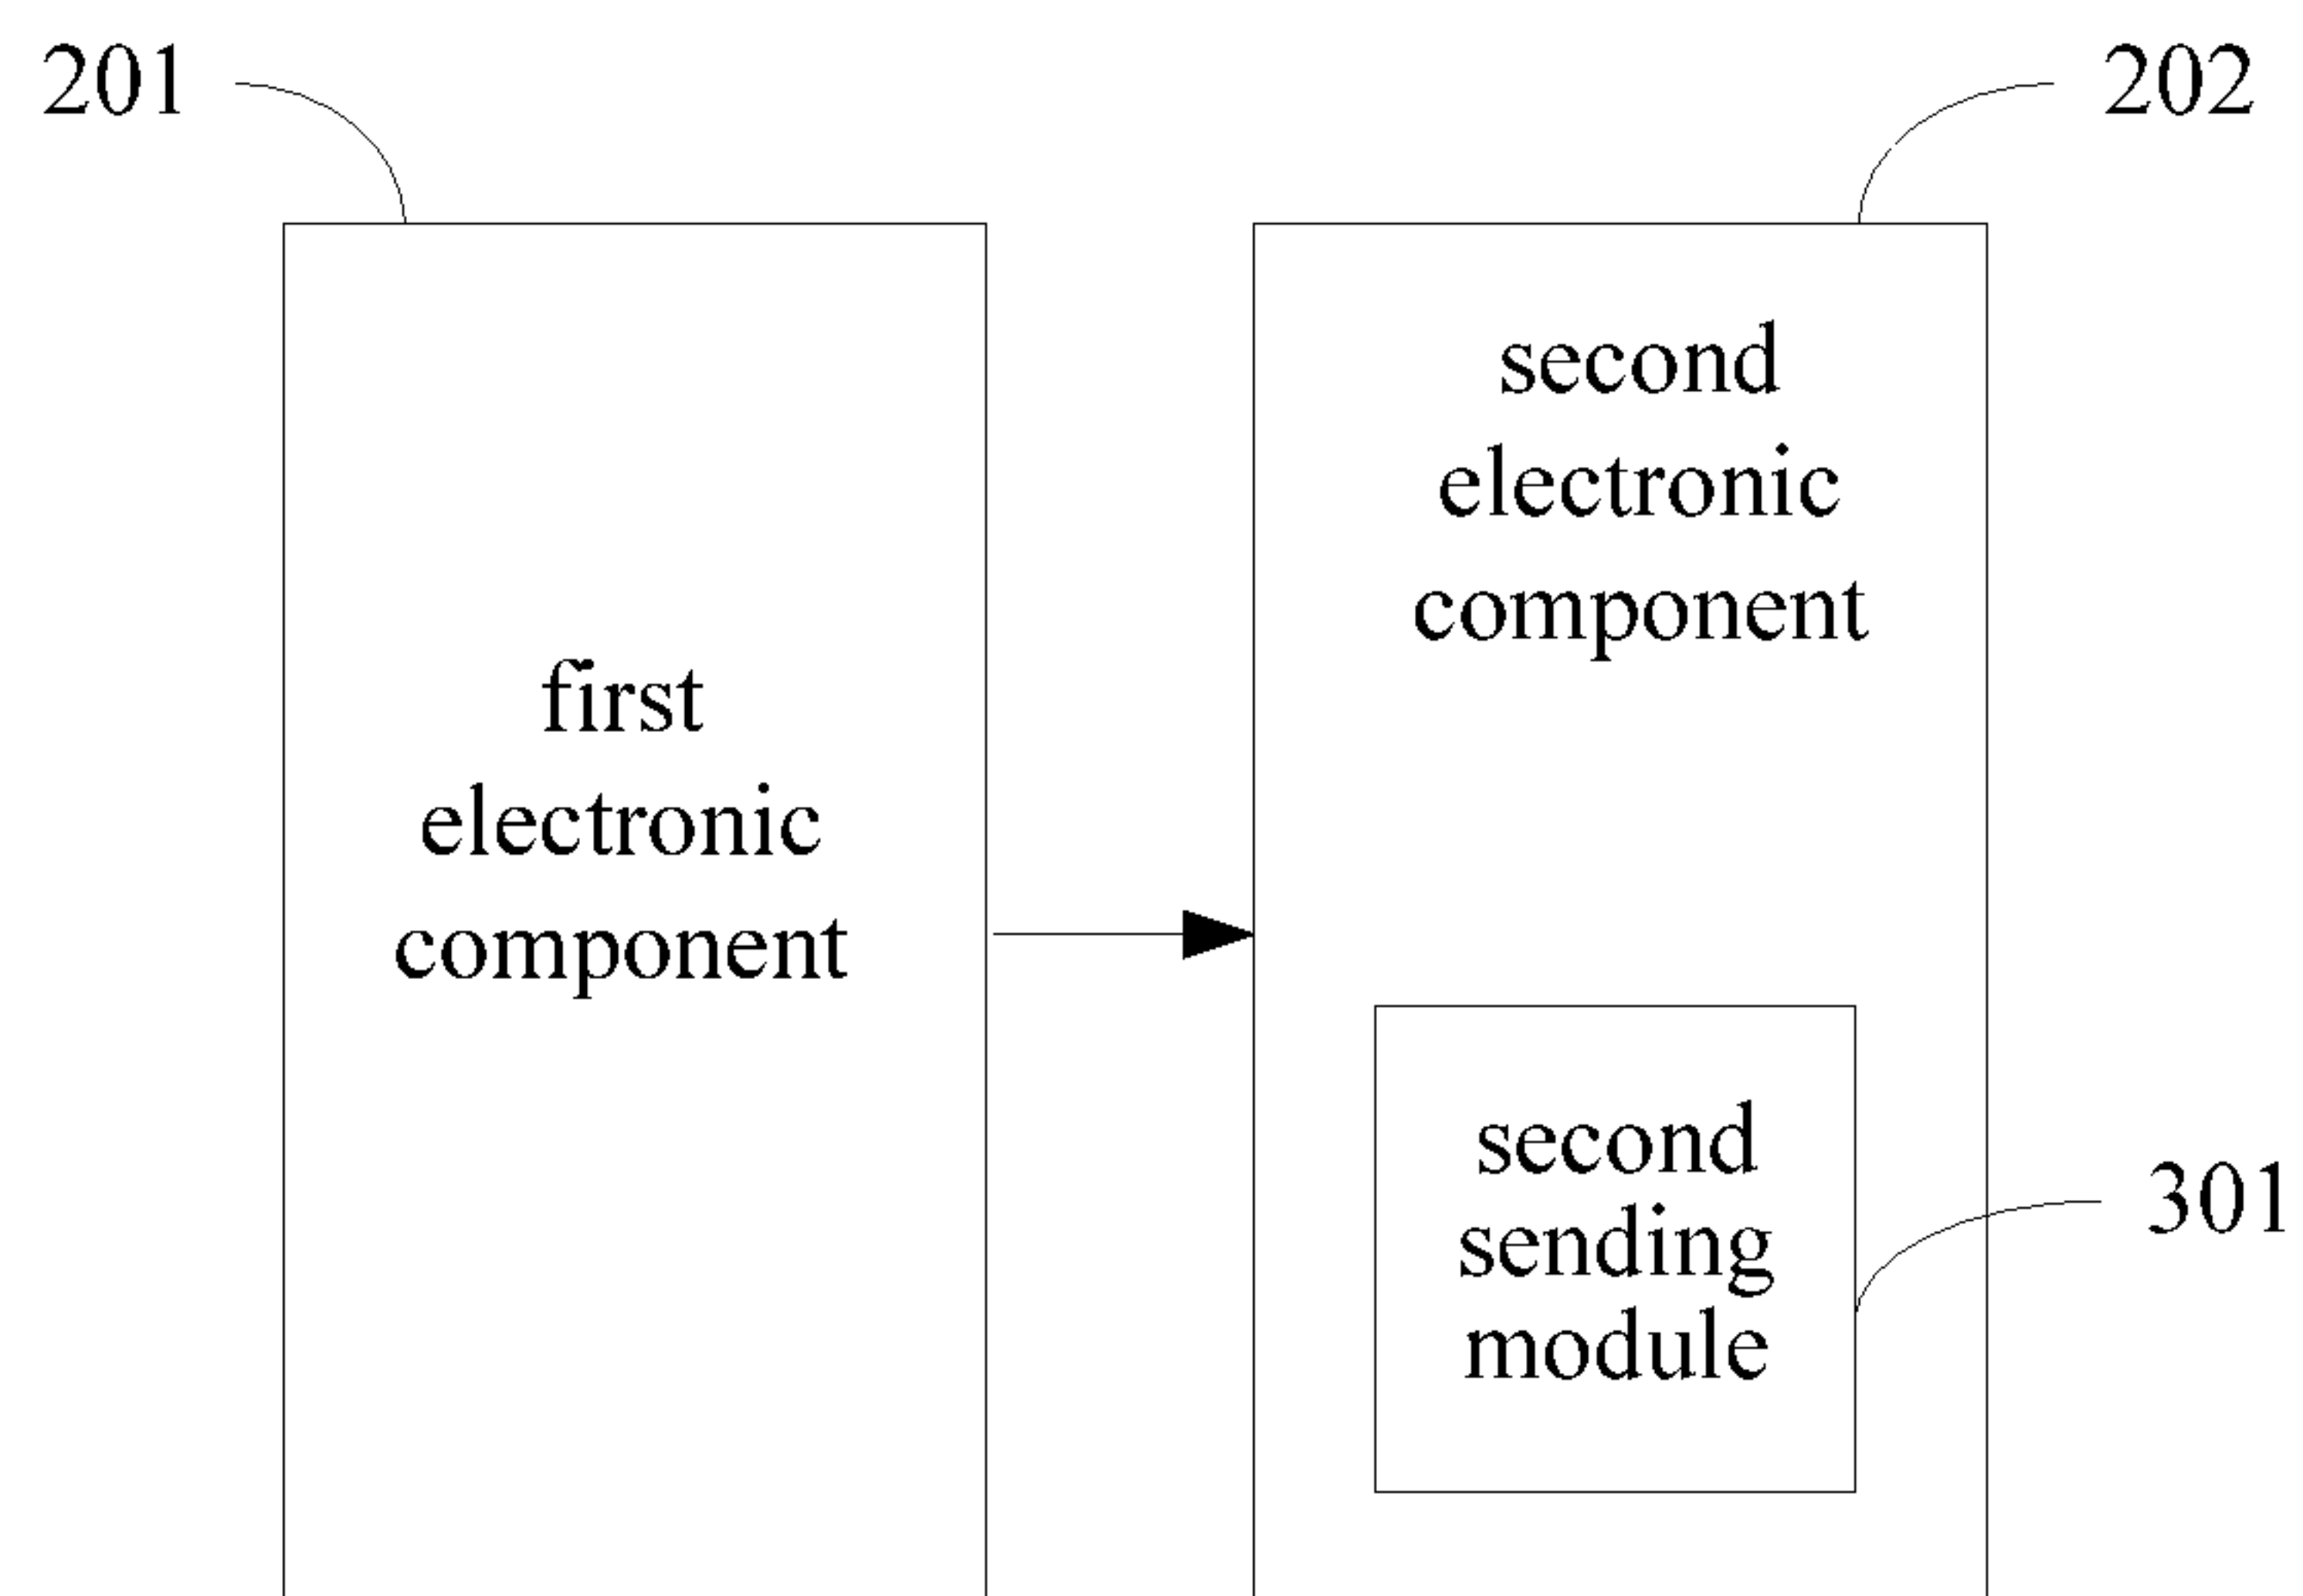 201
202
first
electronic
component
second
electronic
component
second
sending
module
301